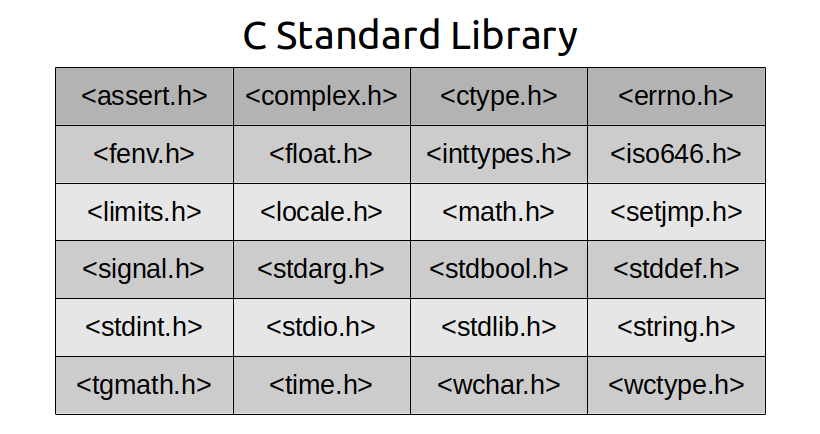 C Standard Library
<assert.h> <complex.h> <ctype.h> <errno.h>
<fenv.h> <float.h> <inttypes.h> <iso646.h>
<limits.h> <locale.h> <math.h> <setjmp.h>
<signal.h> <stdarg.h> <stdbool.h> <stddef.h>
<stdint.h> <stdio.h> <stdlib.h> <string.h>
<tgmath.h> <time.h> <wchar.h> <wctype.h>